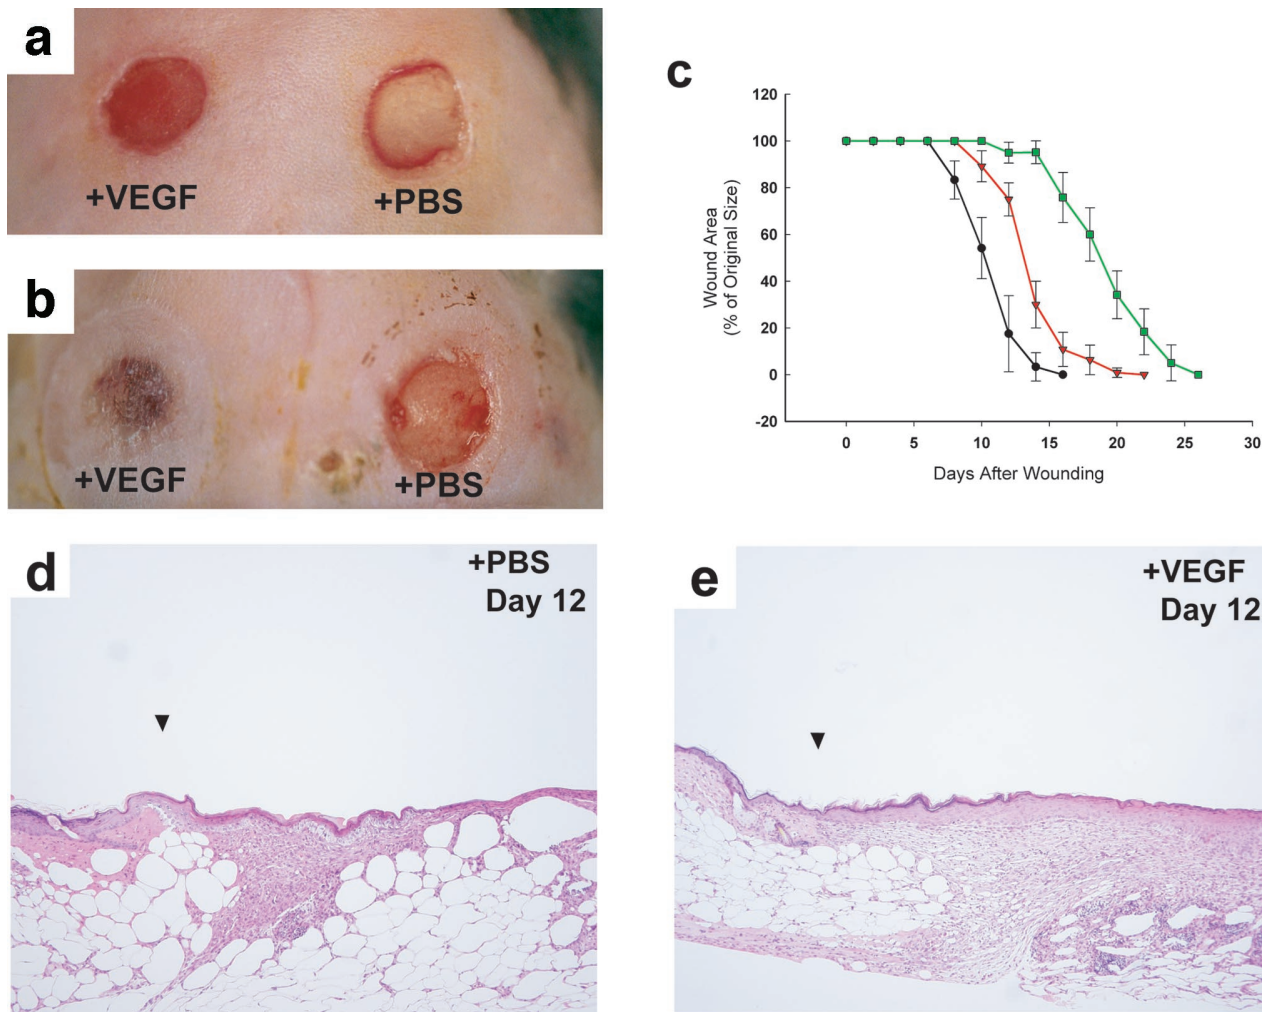 a
+VEGF
+PBS
b
+VEGF
+PBS
c
120
100
80
60
40
20
0
-20
Wound Area
(% of Original Size)
0
5
10
15
20
25
30
Days After Wounding
d
+PBS
Day 12
e
+VEGF
Day 12